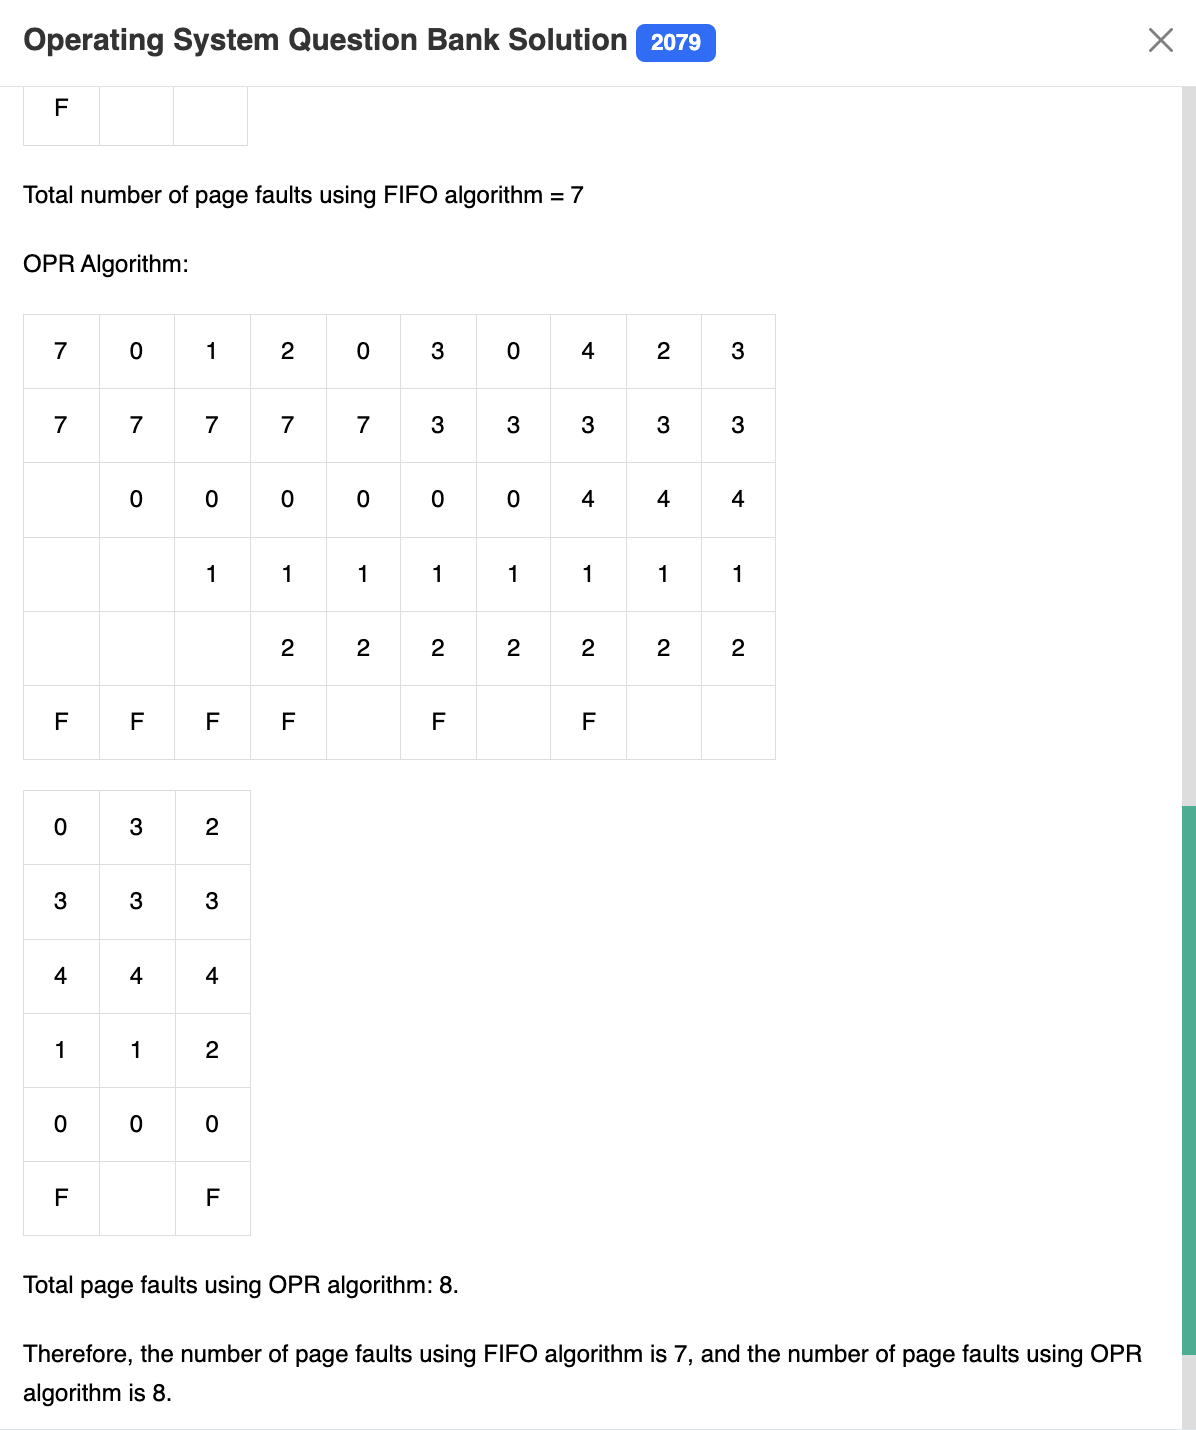 Operating System Question Bank Solution 2079
F
Total number of page faults using FIFO algorithm = 7
OPR Algorithm:
7 0 1 2 0 3 0 4 2 3
7 7 7 7 7 3 3 3 3 3
0 0 0 0 0 0 4 4 4
1 1 1 1 1 1 1 1
2 2 2 2 2 2 2
F F F F F F
0 3 2
3 3 3
4 4 4
1 1 2
0 0 0
F F
Total page faults using OPR algorithm: 8.
Therefore, the number of page faults using FIFO algorithm is 7, and the number of page faults using OPR
algorithm is 8.